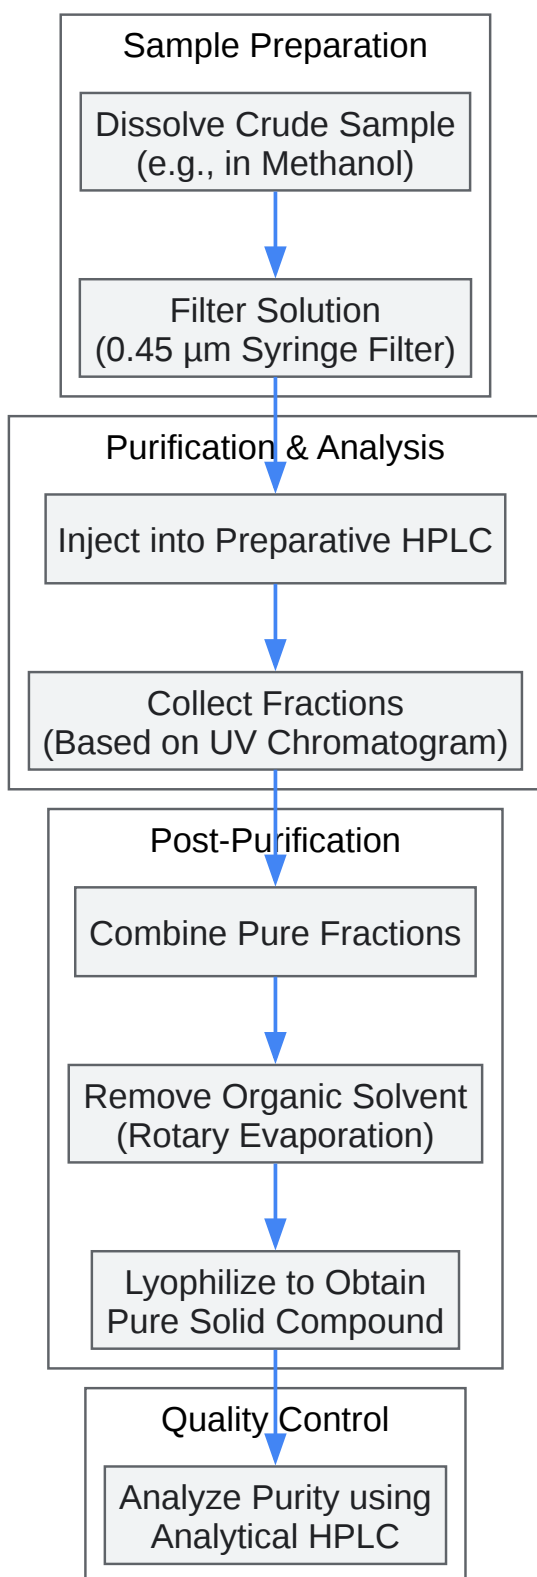 Sample Preparation
Dissolve Crude Sample
(e.g., in Methanol)
Filter Solution
(0.45 µm Syringe Filter)
Purification & Analysis
Inject into Preparative HPLC
Collect Fractions
(Based on UV Chromatogram)
Post-Purification
Combine Pure Fractions
Remove Organic Solvent
(Rotary Evaporation)
Lyophilize to Obtain
Pure Solid Compound
Quality Control
Analyze Purity using
Analytical HPLC